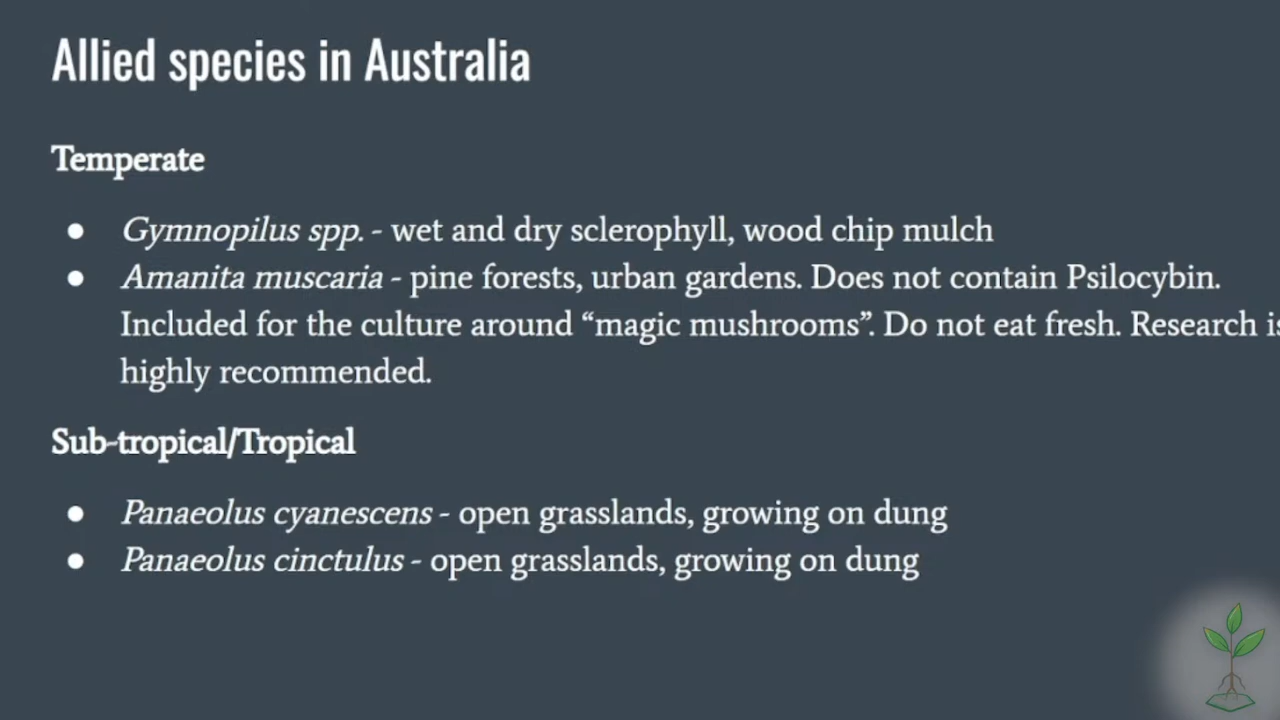 Allied species in Australia
Temperate
● Gymnopilus spp. - wet and dry sclerophyll, wood chip mulch
● Amanita muscaria - pine forests, urban gardens. Does not contain Psilocybin.
Included for the culture around “magic mushrooms”. Do not eat fresh. Research is
highly recommended.
Sub-tropical/Tropical
● Panaeolus cyanescens - open grasslands, growing on dung
● Panaeolus cinctulus - open grasslands, growing on dung